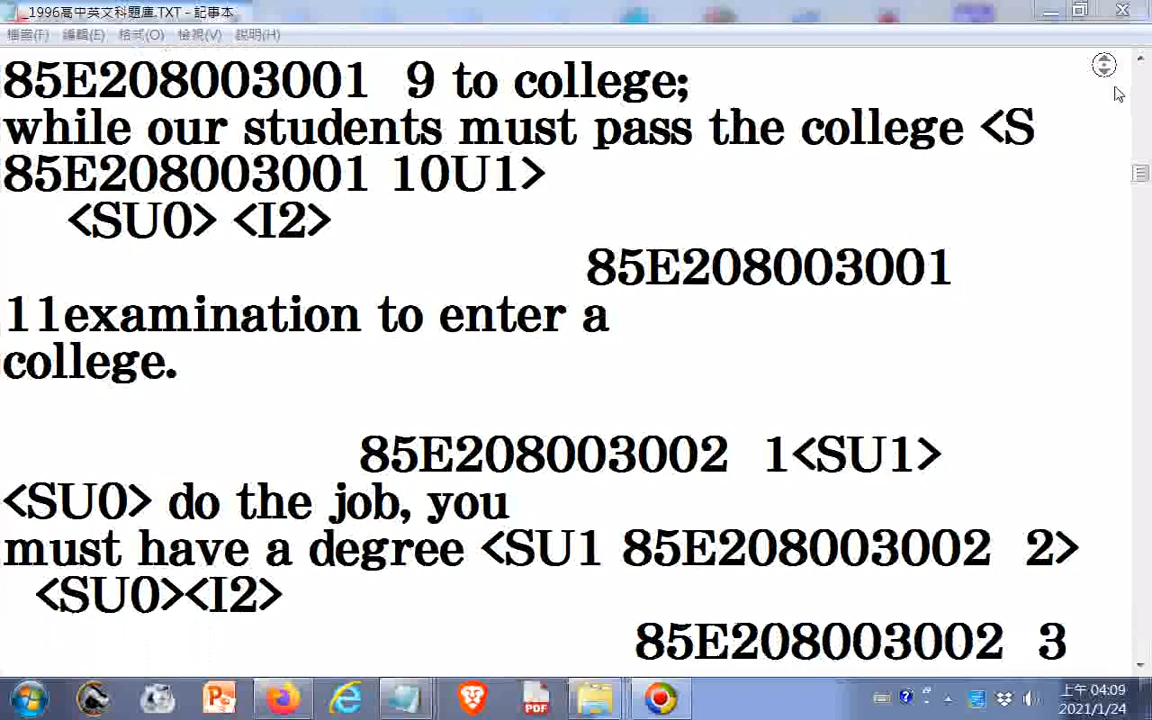 _1996高中英文科題庫.TXT - 記事本
檔案(F) 編輯(E) 格式(O) 檢視(V) 說明(H)
85E208003001  9 to college;
while our students must pass the college <S
85E208003001 10U1>
<SU0> <I2>
85E208003001
11examination to enter a
college.
85E208003002  1<SU1>
<SU0> do the job, you
must have a degree <SU1 85E208003002  2>
<SU0><I2>
85E208003002  3
PDF
上午 04:09
2021/1/24